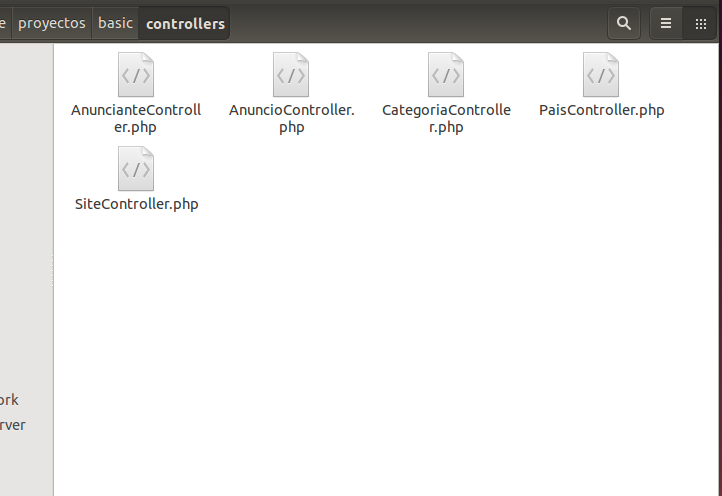 e proyectos basic controllers
AnuncianteControll
er.php
AnuncioController.
php
CategoriaControlle
r.php
PaisController.php
SiteController.php
ork
rver